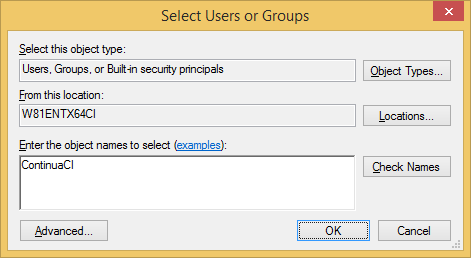 Select Users or Groups
Select this object type:
Users, Groups, or Built-in security principals
Object Types...
From this location:
W81ENTX64CI
Locations...
Enter the object names to select (examples):
ContinuaCI
Check Names
Advanced...
OK
Cancel